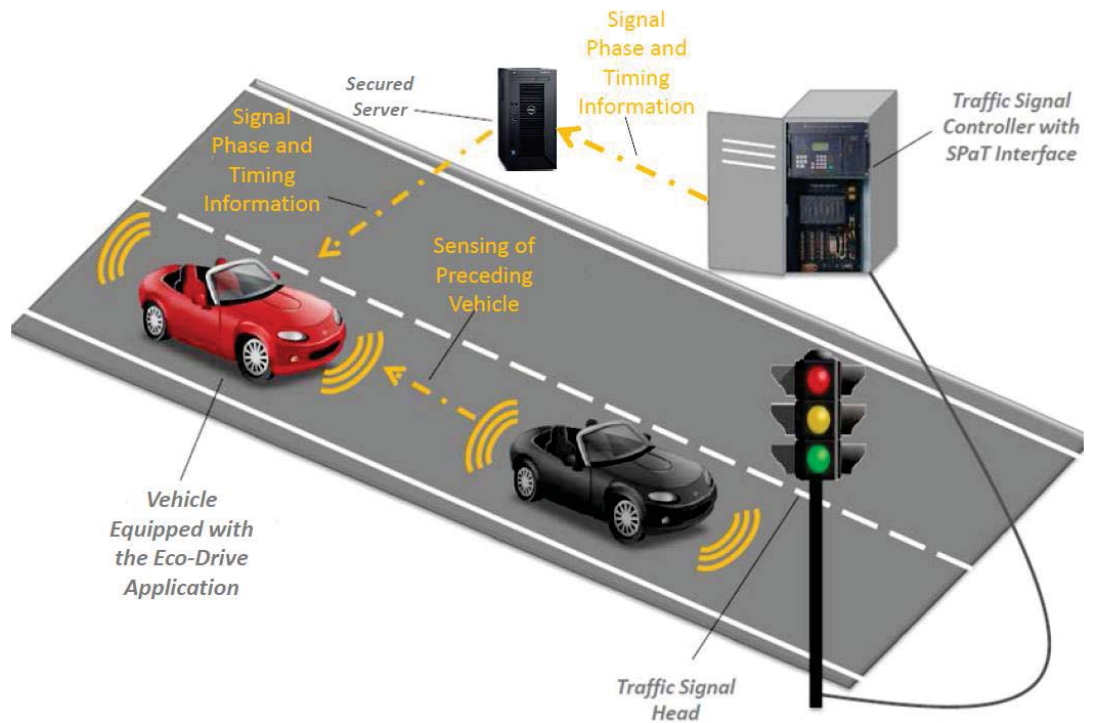 Signal
Phase and
Timing
Information
Secured
Server
Traffic Signal
Controller with
SPaT Interface
Signal
Phase and
Timing
Information
Sensing of
Preceding
Vehicle
Vehicle
Equipped with
the Eco-Drive
Application
Traffic Signal
Head